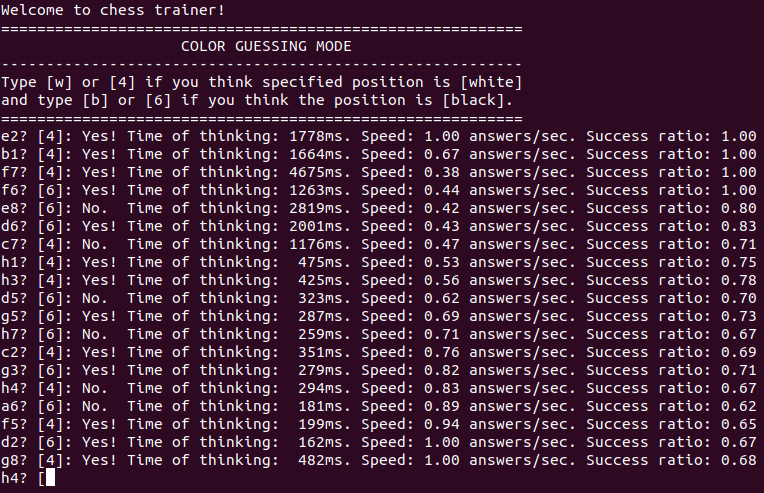 Welcome to chess trainer!
============================================================
COLOR GUESSING MODE
------------------------------------------------------------
Type [w] or [4] if you think specified position is [white]
and type [b] or [6] if you think the position is [black].
============================================================
e2? [4]: Yes! Time of thinking: 1778ms. Speed: 1.00 answers/sec. Success ratio: 1.00
b1? [4]: Yes! Time of thinking: 1664ms. Speed: 0.67 answers/sec. Success ratio: 1.00
f7? [4]: Yes! Time of thinking: 4675ms. Speed: 0.38 answers/sec. Success ratio: 1.00
f6? [6]: Yes! Time of thinking: 1263ms. Speed: 0.44 answers/sec. Success ratio: 1.00
e8? [6]: No.  Time of thinking: 2819ms. Speed: 0.42 answers/sec. Success ratio: 0.80
d6? [6]: Yes! Time of thinking: 2001ms. Speed: 0.43 answers/sec. Success ratio: 0.83
c7? [4]: No.  Time of thinking: 1176ms. Speed: 0.47 answers/sec. Success ratio: 0.71
h1? [4]: Yes! Time of thinking:  475ms. Speed: 0.53 answers/sec. Success ratio: 0.75
h3? [4]: Yes! Time of thinking:  425ms. Speed: 0.56 answers/sec. Success ratio: 0.78
d5? [6]: No.  Time of thinking:  323ms. Speed: 0.62 answers/sec. Success ratio: 0.70
g5? [6]: Yes! Time of thinking:  287ms. Speed: 0.69 answers/sec. Success ratio: 0.73
h7? [6]: No.  Time of thinking:  259ms. Speed: 0.71 answers/sec. Success ratio: 0.67
c2? [4]: Yes! Time of thinking:  351ms. Speed: 0.76 answers/sec. Success ratio: 0.69
g3? [6]: Yes! Time of thinking:  279ms. Speed: 0.82 answers/sec. Success ratio: 0.71
h4? [4]: No.  Time of thinking:  294ms. Speed: 0.83 answers/sec. Success ratio: 0.67
a6? [6]: No.  Time of thinking:  181ms. Speed: 0.89 answers/sec. Success ratio: 0.62
f5? [4]: Yes! Time of thinking:  199ms. Speed: 0.94 answers/sec. Success ratio: 0.65
d2? [6]: Yes! Time of thinking:  162ms. Speed: 1.00 answers/sec. Success ratio: 0.67
g8? [4]: Yes! Time of thinking:  482ms. Speed: 1.00 answers/sec. Success ratio: 0.68
h4? [